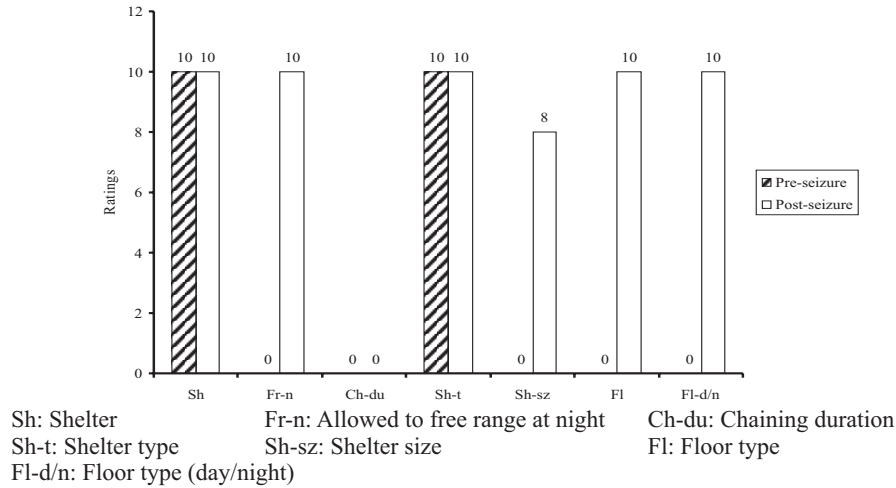 12
10 10 10 10 10 10 10
10
8
8
6
4
2
0 0 0 0 0 0
0
Ratings
Sh Fr-n Ch-du Sh-t Sh-sz Fl Fl-d/n
Pre-seizure
Post-seizure
Sh: Shelter Fr-n: Allowed to free range at night Ch-du: Chaining duration
Sh-t: Shelter type Sh-sz: Shelter size Fl: Floor type
Fl-d/n: Floor type (day/night)